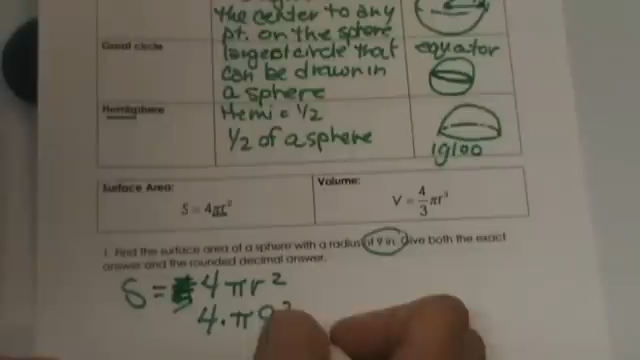 the center to any
pt. on the sphere
Great circle
largest circle that
can be drawn in
a sphere
equator
Hemisphere
Hemi = 1/2
1/2 of a sphere
igloo
Surface Area:
S = 4πr²
Volume:
V = 4/3 πr³
1. Find the surface area of a sphere with a radius of 9 in. Give both the exact
answer and the rounded decimal answer.
S = 4πr²
4·π9²